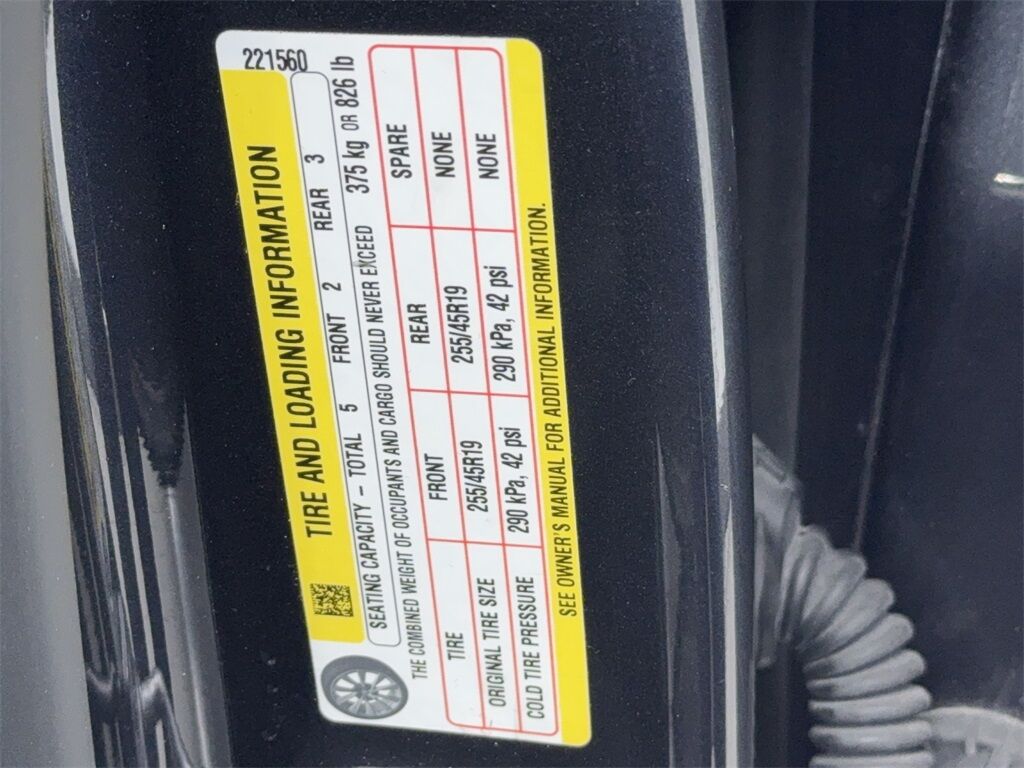 221560
TIRE AND LOADING INFORMATION
SEATING CAPACITY – TOTAL 5 FRONT 2 REAR 3
THE COMBINED WEIGHT OF OCCUPANTS AND CARGO SHOULD NEVER EXCEED 375 kg OR 826 lb
TIRE FRONT REAR SPARE
ORIGINAL TIRE SIZE 255/45R19 255/45R19 NONE
COLD TIRE PRESSURE 290 kPa, 42 psi 290 kPa, 42 psi NONE
SEE OWNER'S MANUAL FOR ADDITIONAL INFORMATION.